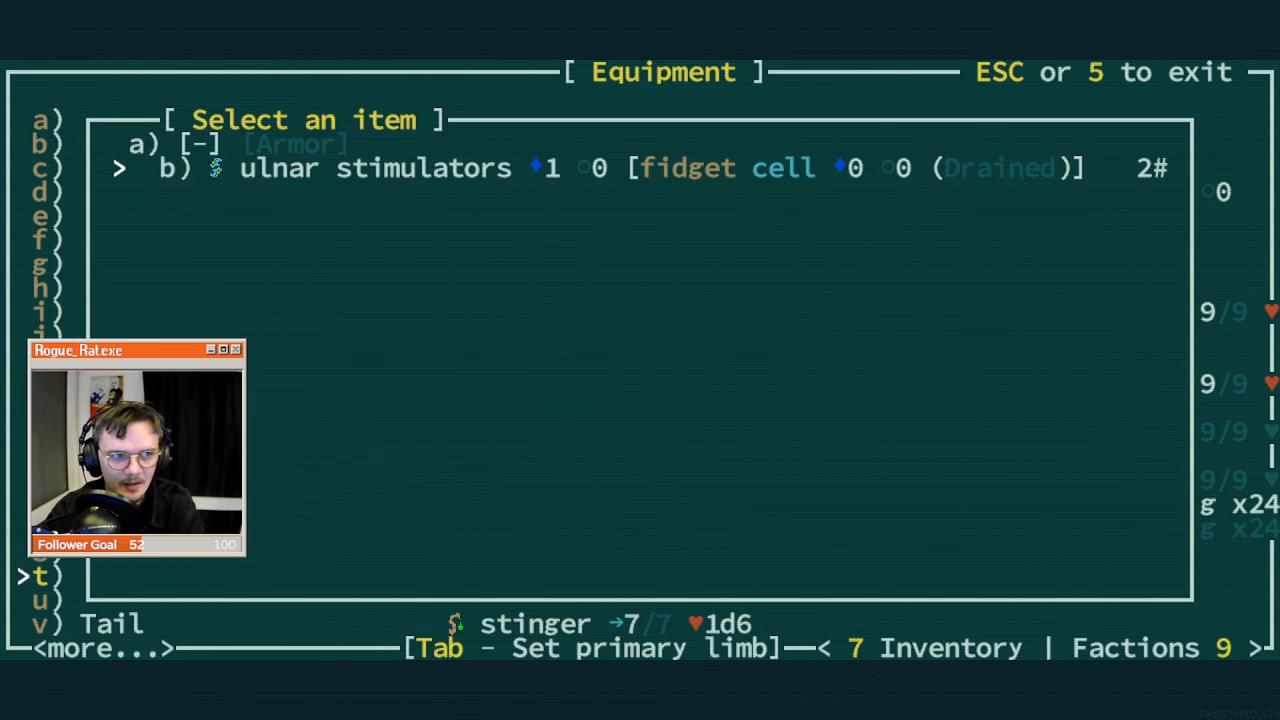 [ Equipment ] ESC or 5 to exit
a) [ Select an item ]
b) a) [-] [Armor]
c) > b) ulnar stimulators ♦1 ○0 [fidget cell ♦0 ○0 (Drained)] 2#
d) ○0
e)
f)
g)
h)
i) 9/9 ♥
Rogue_Rat.exe
9/9 ♥
9/9 ♥
9/9 ♥
g x24
g x24
Follower Goal 52 100
>t)
u)
v) Tail stinger →7/7 ♥1d6
<more...> [Tab - Set primary limb] < 7 Inventory | Factions 9 >